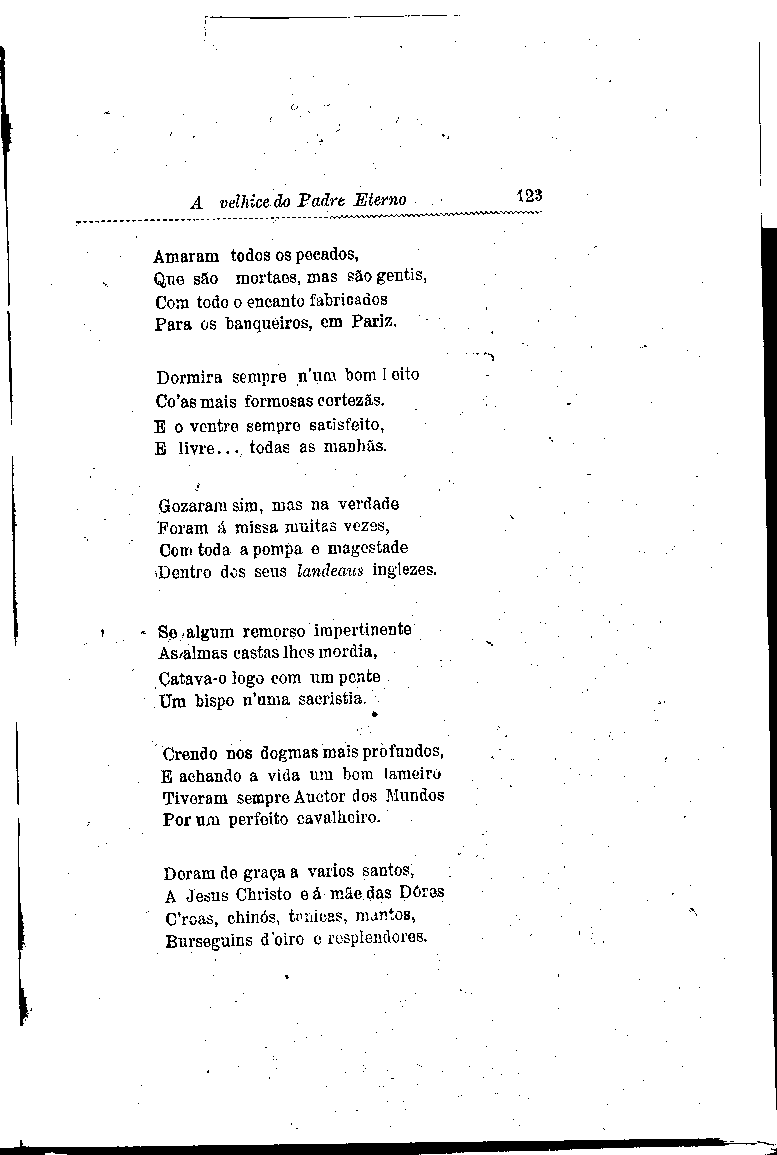 A velhice do Padre Eterno 123
Amaram todos os pecados,
Que são mortaes, mas são gentis,
Com todo o encanto fabricados
Para os banqueiros, em Pariz.
Dormira sempre n'um bom leito
Co'as mais formosas cortezãs.
E o ventre sempre satisfeito,
E livre... todas as manhãs.
Gozaram sim, mas na verdade
Foram á missa muitas vezes,
Com toda a pompa e magestade
Dentro dos seus landeaus inglezes.
Se algum remorso impertinente
As almas castas lhes mordia,
Catava-o logo com um pente
Um bispo n'uma sacristia.
Crendo nos dogmas mais profundos,
E achando a vida um bom lameiro
Tiveram sempre Auctor dos Mundos
Por um perfeito cavalheiro.
Doram de graça a varios santos,
A Jesus Christo e á mãe das Dôres
C'roas, chinós, tunicas, mantos,
Burseguins d'oiro e resplendores.